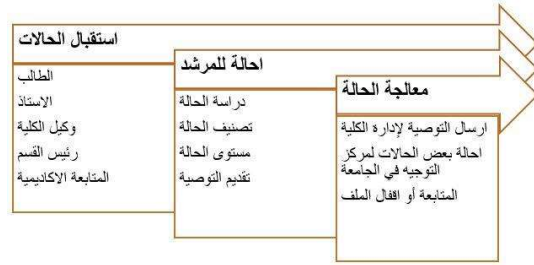 استقبال الحالات
الطالب
الاستاذ
وكيل الكلية
رئيس القسم
المتابعة الاكاديمية
احالة للمرشد
دراسة الحالة
تصنيف الحالة
مستوى الحالة
تقديم التوصية
معالجة الحالة
ارسال التوصية لإدارة الكلية
احالة بعض الحالات لمركز
التوجيه في الجامعة
المتابعة أو اقفال الملف